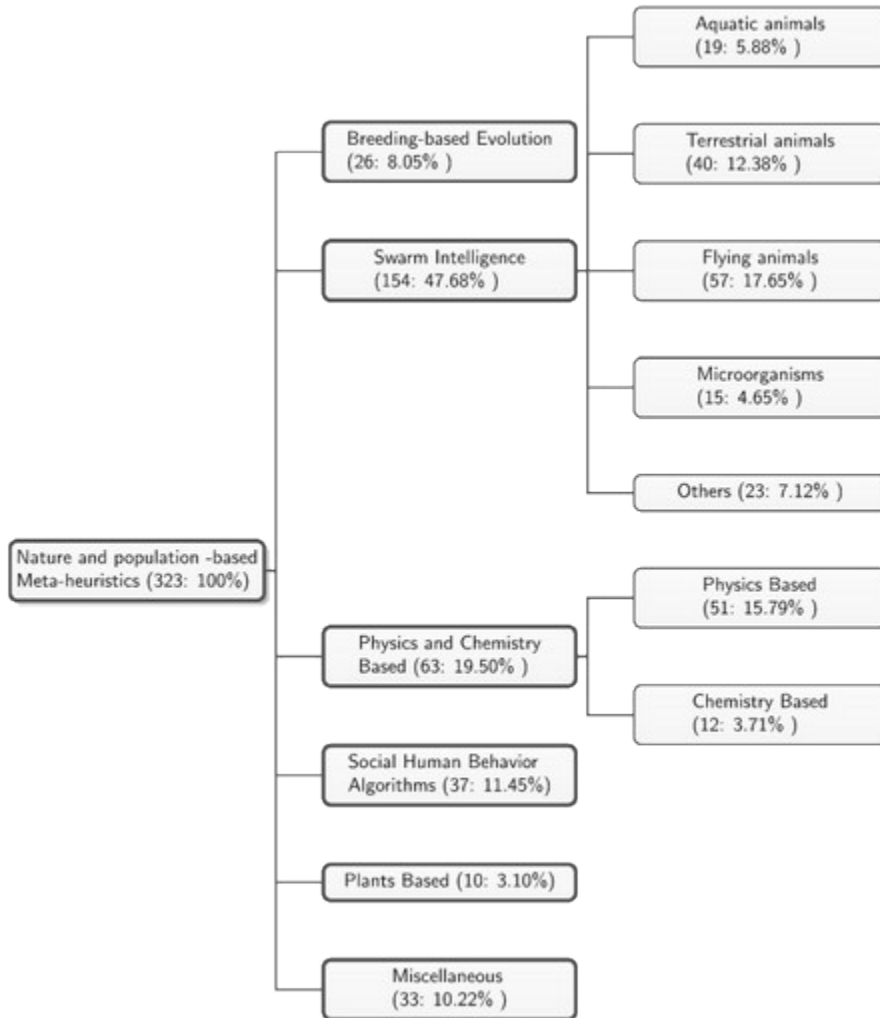 Aquatic animals
(19: 5.88% )
Breeding-based Evolution
(26: 8.05% )
Terrestrial animals
(40: 12.38% )
Swarm Intelligence
(154: 47.68% )
Flying animals
(57: 17.65% )
Microorganisms
(15: 4.65% )
Others (23: 7.12% )
Nature and population -based
Meta-heuristics (323: 100%)
Physics Based
(51: 15.79% )
Physics and Chemistry
Based (63: 19.50% )
Chemistry Based
(12: 3.71% )
Social Human Behavior
Algorithms (37: 11.45%)
Plants Based (10: 3.10%)
Miscellaneous
(33: 10.22% )